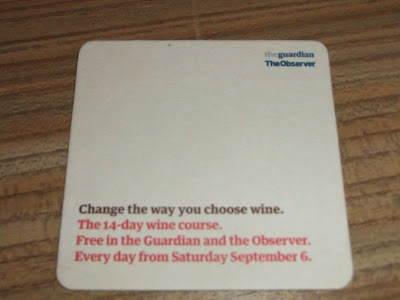 theguardian
TheObserver
Change the way you choose wine.
The 14-day wine course.
Free in the Guardian and the Observer.
Every day from Saturday September 6.